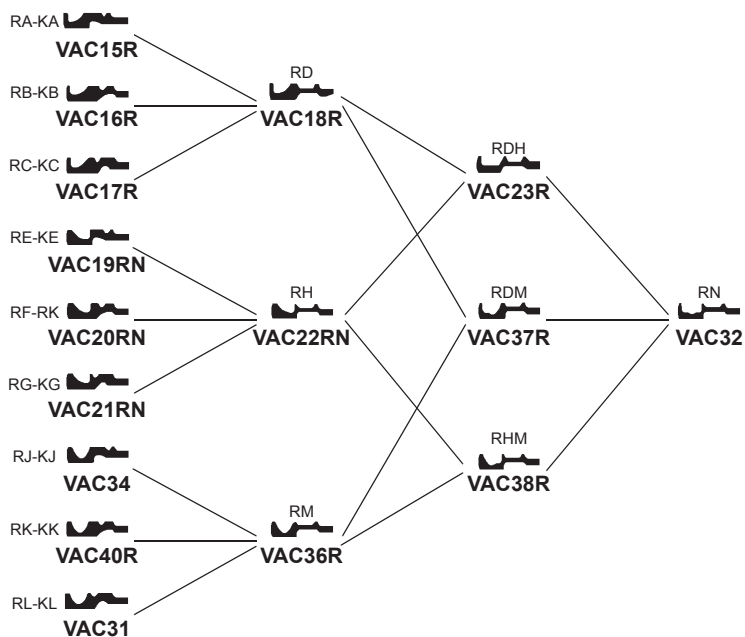 RA-KA
VAC15R
RB-KB
VAC16R
RC-KC
VAC17R
RE-KE
VAC19RN
RF-RK
VAC20RN
RG-KG
VAC21RN
RJ-KJ
VAC34
RK-KK
VAC40R
RL-KL
VAC31
RD
VAC18R
RH
VAC22RN
RM
VAC36R
RDH
VAC23R
RDM
VAC37R
RHM
VAC38R
RN
VAC32